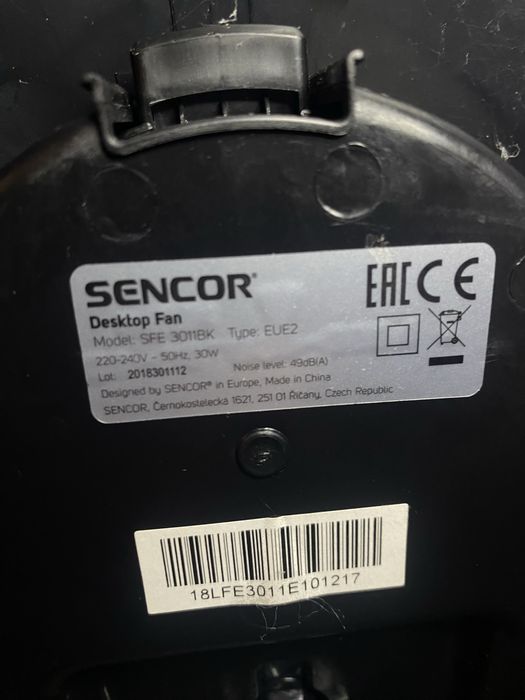 SENCOR®
EAC CE
Desktop Fan
Model: SFE 3011BK Type: EUE2
220-240V ~ 50Hz, 30W
Lot: 2018301112 Noise level: 49dB(A)
Designed by SENCOR® in Europe, Made in China
SENCOR, Černokostelecká 1621, 251 01 Říčany, Czech Republic
18LFE3011E101217